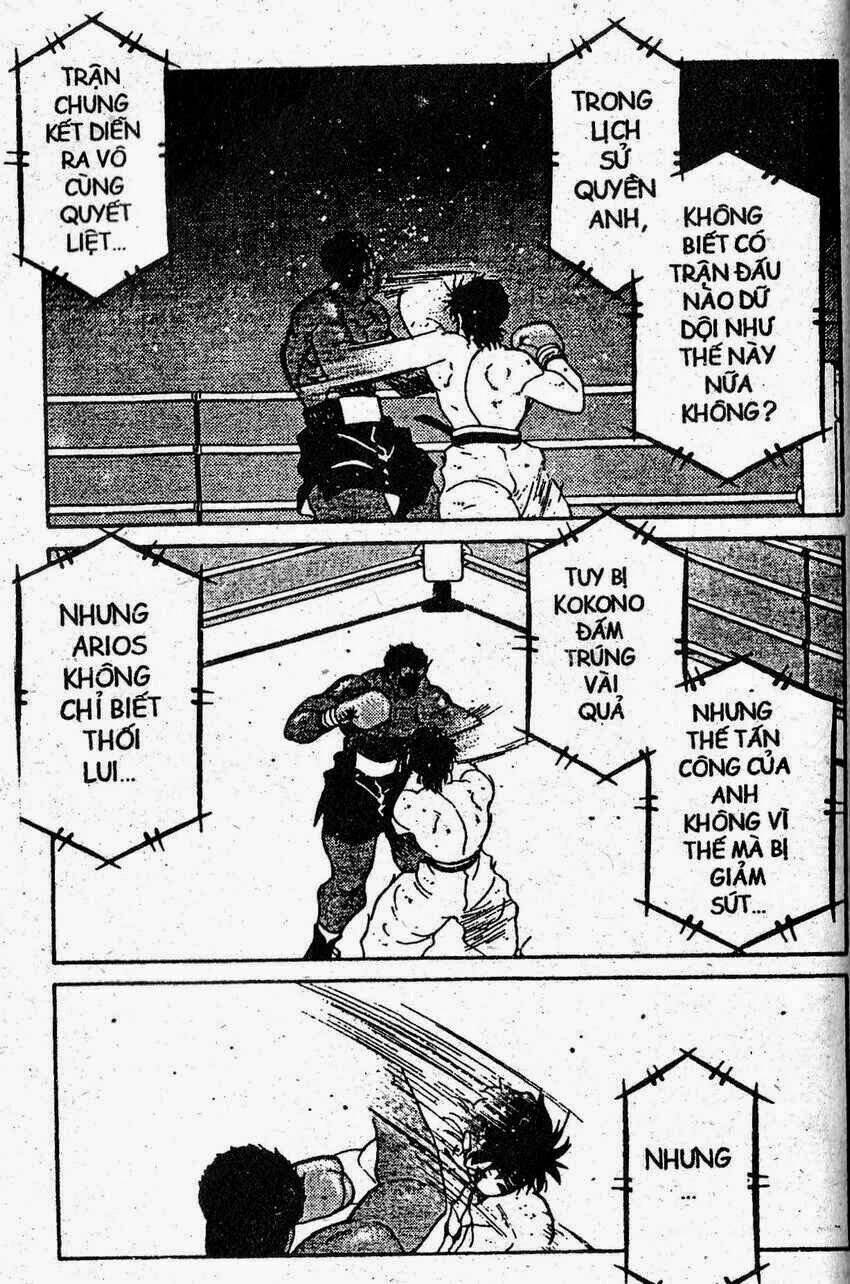 TRẬN
CHUNG
KẾT DIỄN
RA VÔ
CÙNG
QUYẾT
LIỆT...
TRONG
LỊCH
SỬ
QUYỀN
ANH,
KHÔNG
BIẾT CÓ
TRẬN ĐẤU
NÀO DỮ
DỘI NHƯ
THẾ NÀY
NỮA
KHÔNG?
NHƯNG
ARIOS
KHÔNG
CHỈ BIẾT
THỐI
LUI...
TUY BỊ
KOKONO
ĐẤM
TRÚNG
VÀI
QUẢ
NHƯNG
THẾ TẤN
CÔNG CỦA
ANH
KHÔNG VÌ
THẾ MÀ BỊ
GIẢM
SÚT...
NHƯNG
...